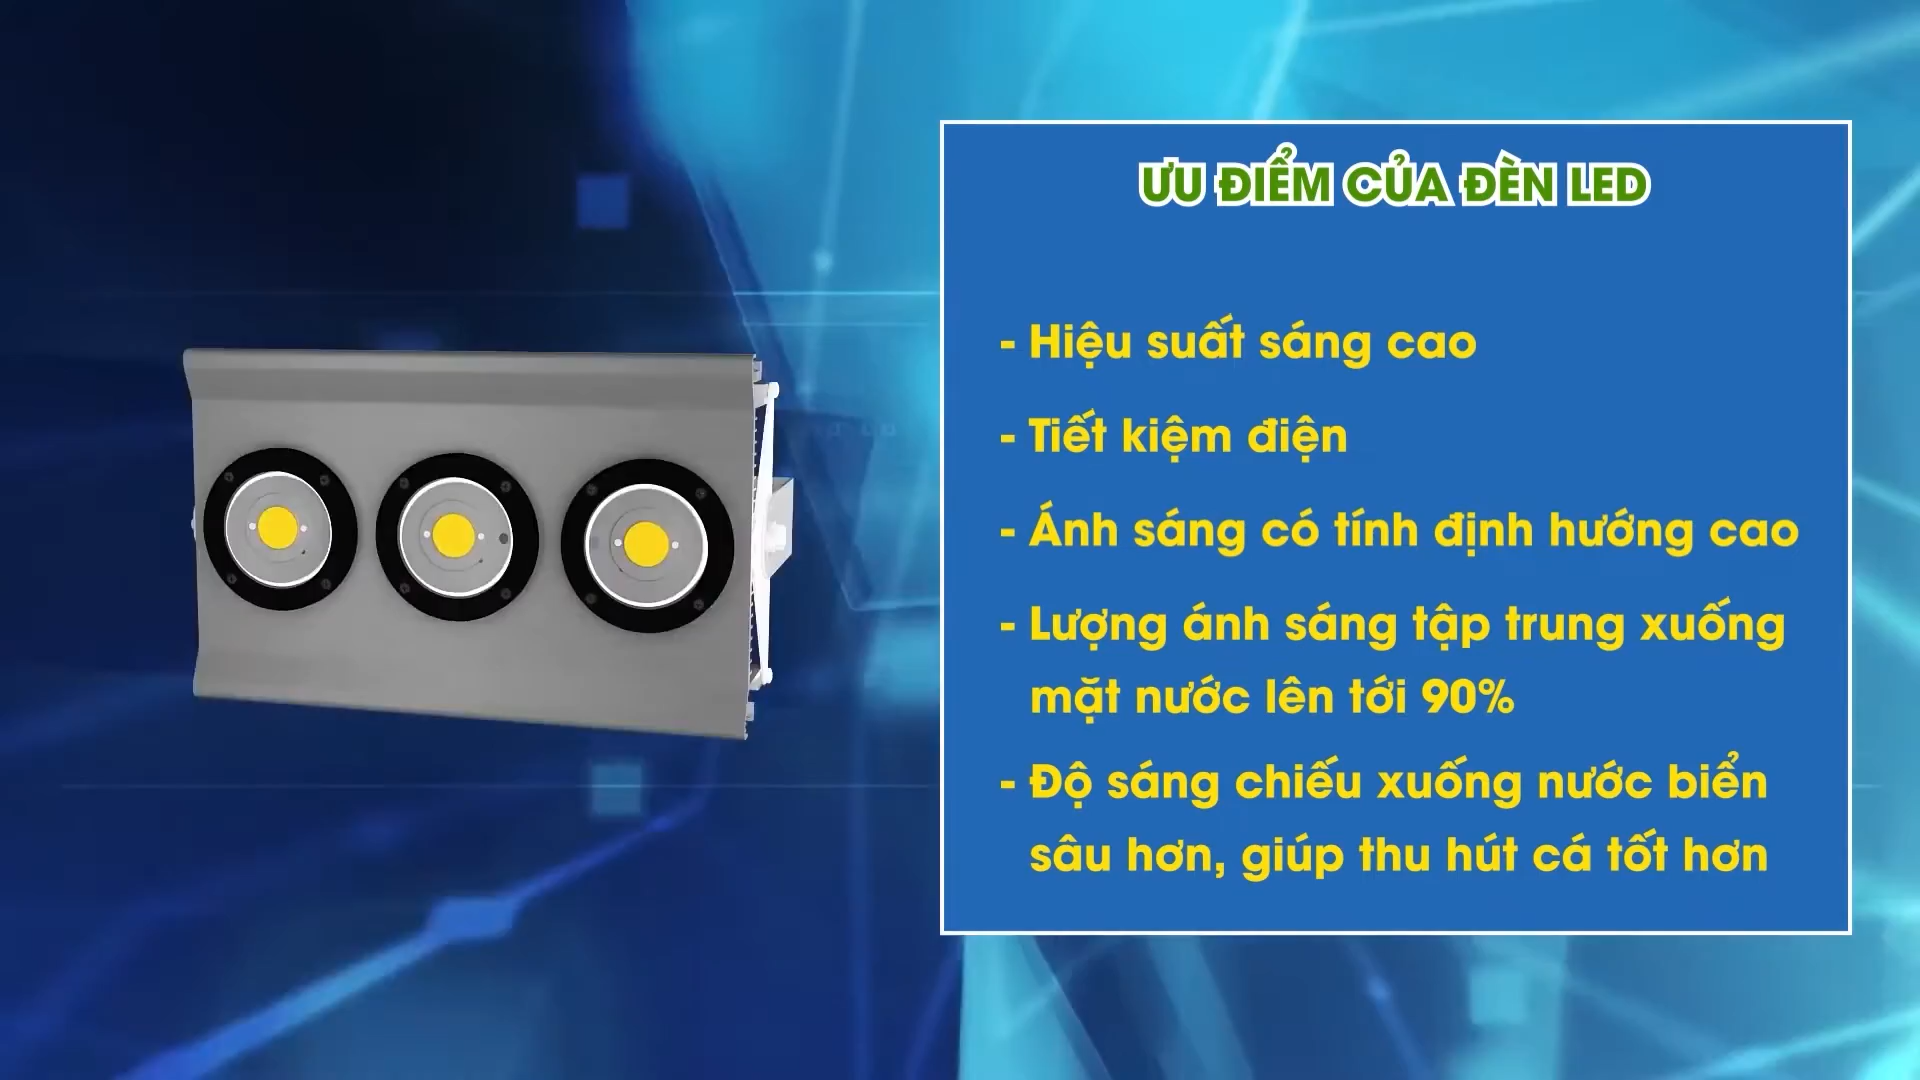 ƯU ĐIỂM CỦA ĐÈN LED
- Hiệu suất sáng cao
- Tiết kiệm điện
- Ánh sáng có tính định hướng cao
- Lượng ánh sáng tập trung xuống
mặt nước lên tới 90%
- Độ sáng chiếu xuống nước biển
sâu hơn, giúp thu hút cá tốt hơn